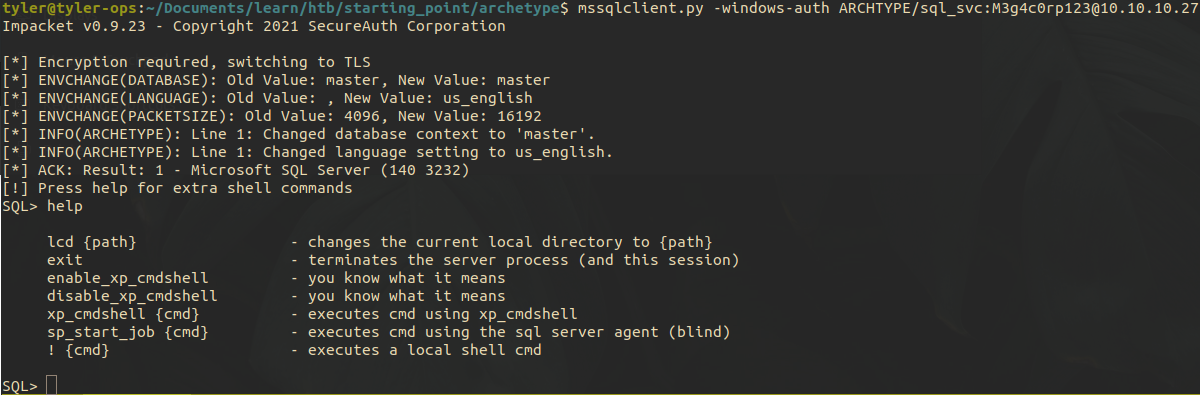 tyler@tyler-ops:~/Documents/learn/htb/starting_point/archetype$ mssqlclient.py -windows-auth ARCHTYPE/sql_svc:M3g4c0rp123@10.10.10.27
Impacket v0.9.23 - Copyright 2021 SecureAuth Corporation
[*] Encryption required, switching to TLS
[*] ENVCHANGE(DATABASE): Old Value: master, New Value: master
[*] ENVCHANGE(LANGUAGE): Old Value: , New Value: us_english
[*] ENVCHANGE(PACKETSIZE): Old Value: 4096, New Value: 16192
[*] INFO(ARCHETYPE): Line 1: Changed database context to 'master'.
[*] INFO(ARCHETYPE): Line 1: Changed language setting to us_english.
[*] ACK: Result: 1 - Microsoft SQL Server (140 3232)
[!] Press help for extra shell commands
SQL> help
lcd {path} - changes the current local directory to {path}
exit - terminates the server process (and this session)
enable_xp_cmdshell - you know what it means
disable_xp_cmdshell - you know what it means
xp_cmdshell {cmd} - executes cmd using xp_cmdshell
sp_start_job {cmd} - executes cmd using the sql server agent (blind)
! {cmd} - executes a local shell cmd
SQL>